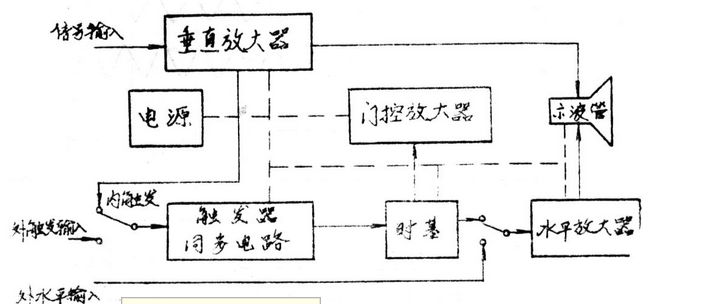 信号输入
垂直放大器
电源
门控放大器
示波管
内触发
外触发输入
触发器
同步电路
时基
水平放大器
外水平输入